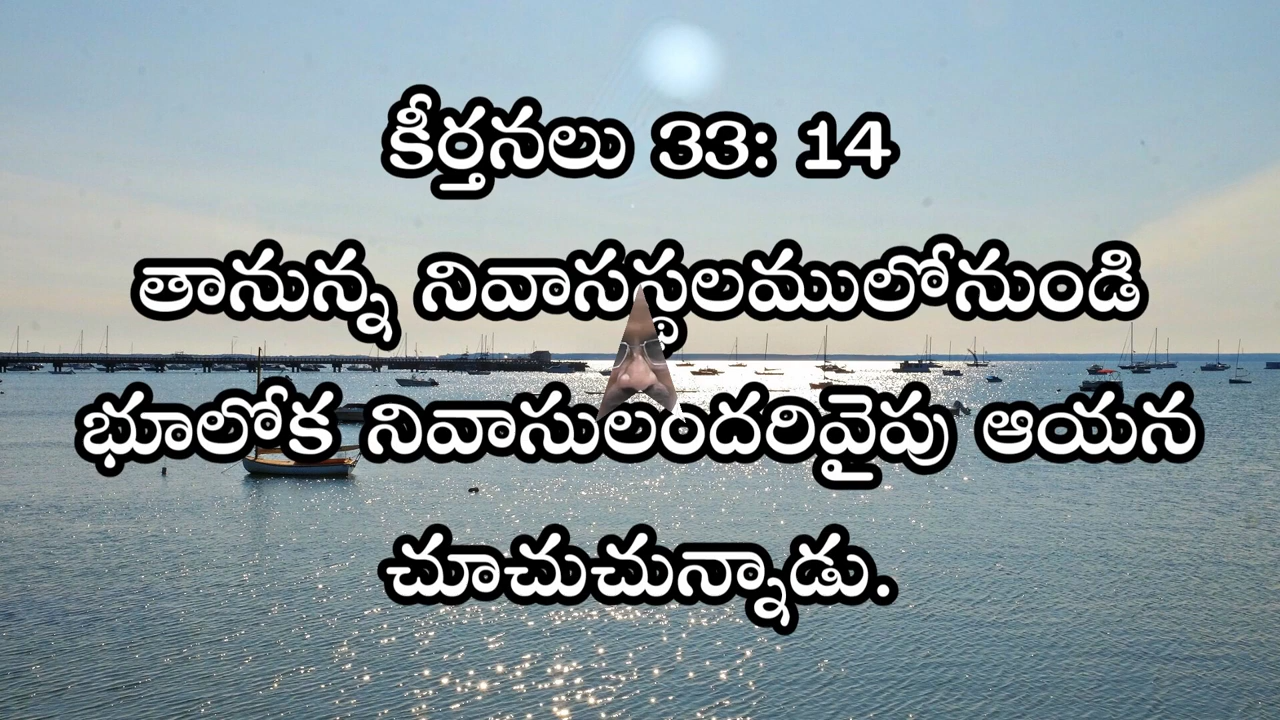 కీర్తనలు 33: 14
తానున్న నివాసస్థలములోనుండి
భూలోక నివాసులందరివైపు ఆయన
చూచుచున్నాడు.